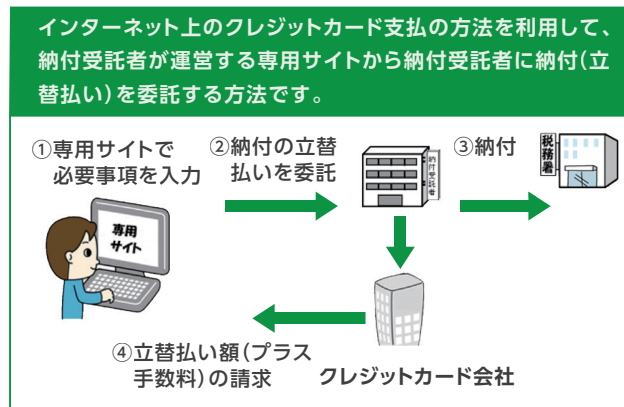 インターネット上のクレジットカード支払の方法を利用して、
納付受託者が運営する専用サイトから納付受託者に納付(立
替払い)を委託する方法です。
①専用サイトで
必要事項を入力
②納付の立替
払いを委託
③納付
納付受託者
税務署
専用
サイト
④立替払い額(プラス
手数料)の請求
クレジットカード会社